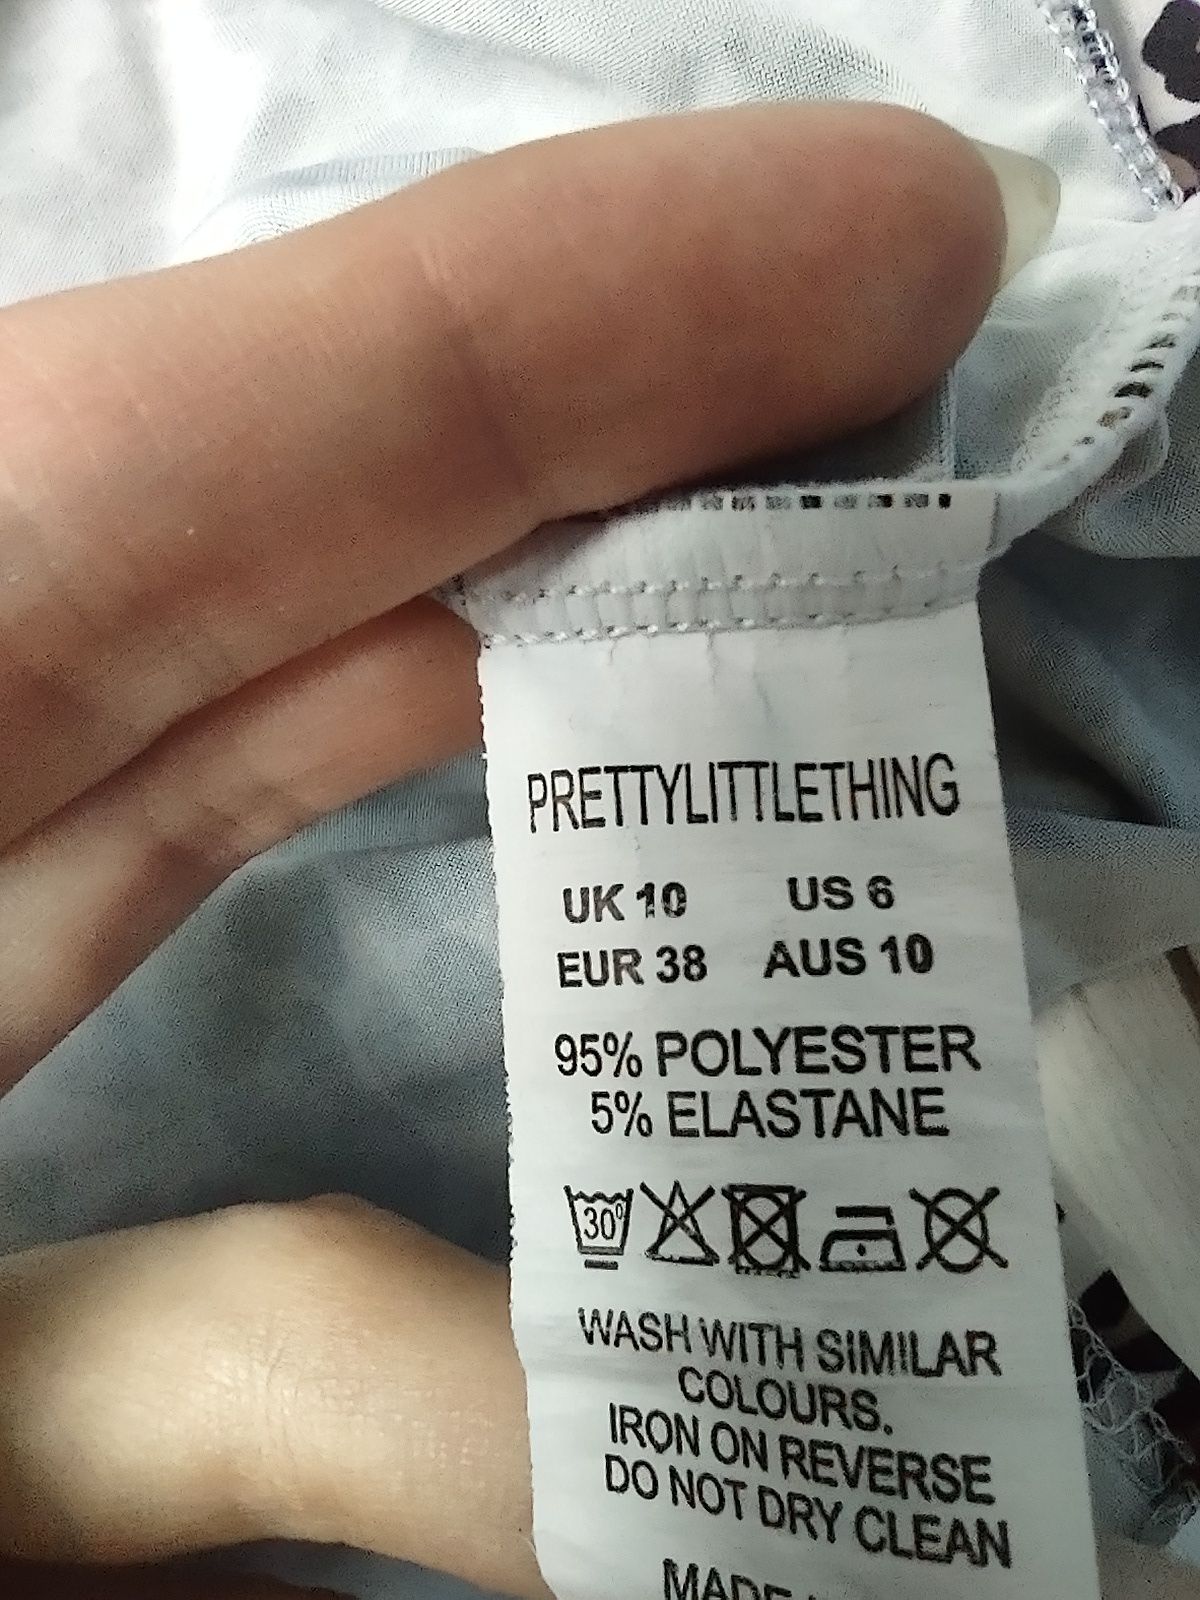 PRETTYLITTLETHING
UK 10 US 6
EUR 38 AUS 10
95% POLYESTER
5% ELASTANE
30°
WASH WITH SIMILAR
COLOURS.
IRON ON REVERSE
DO NOT DRY CLEAN
MADE